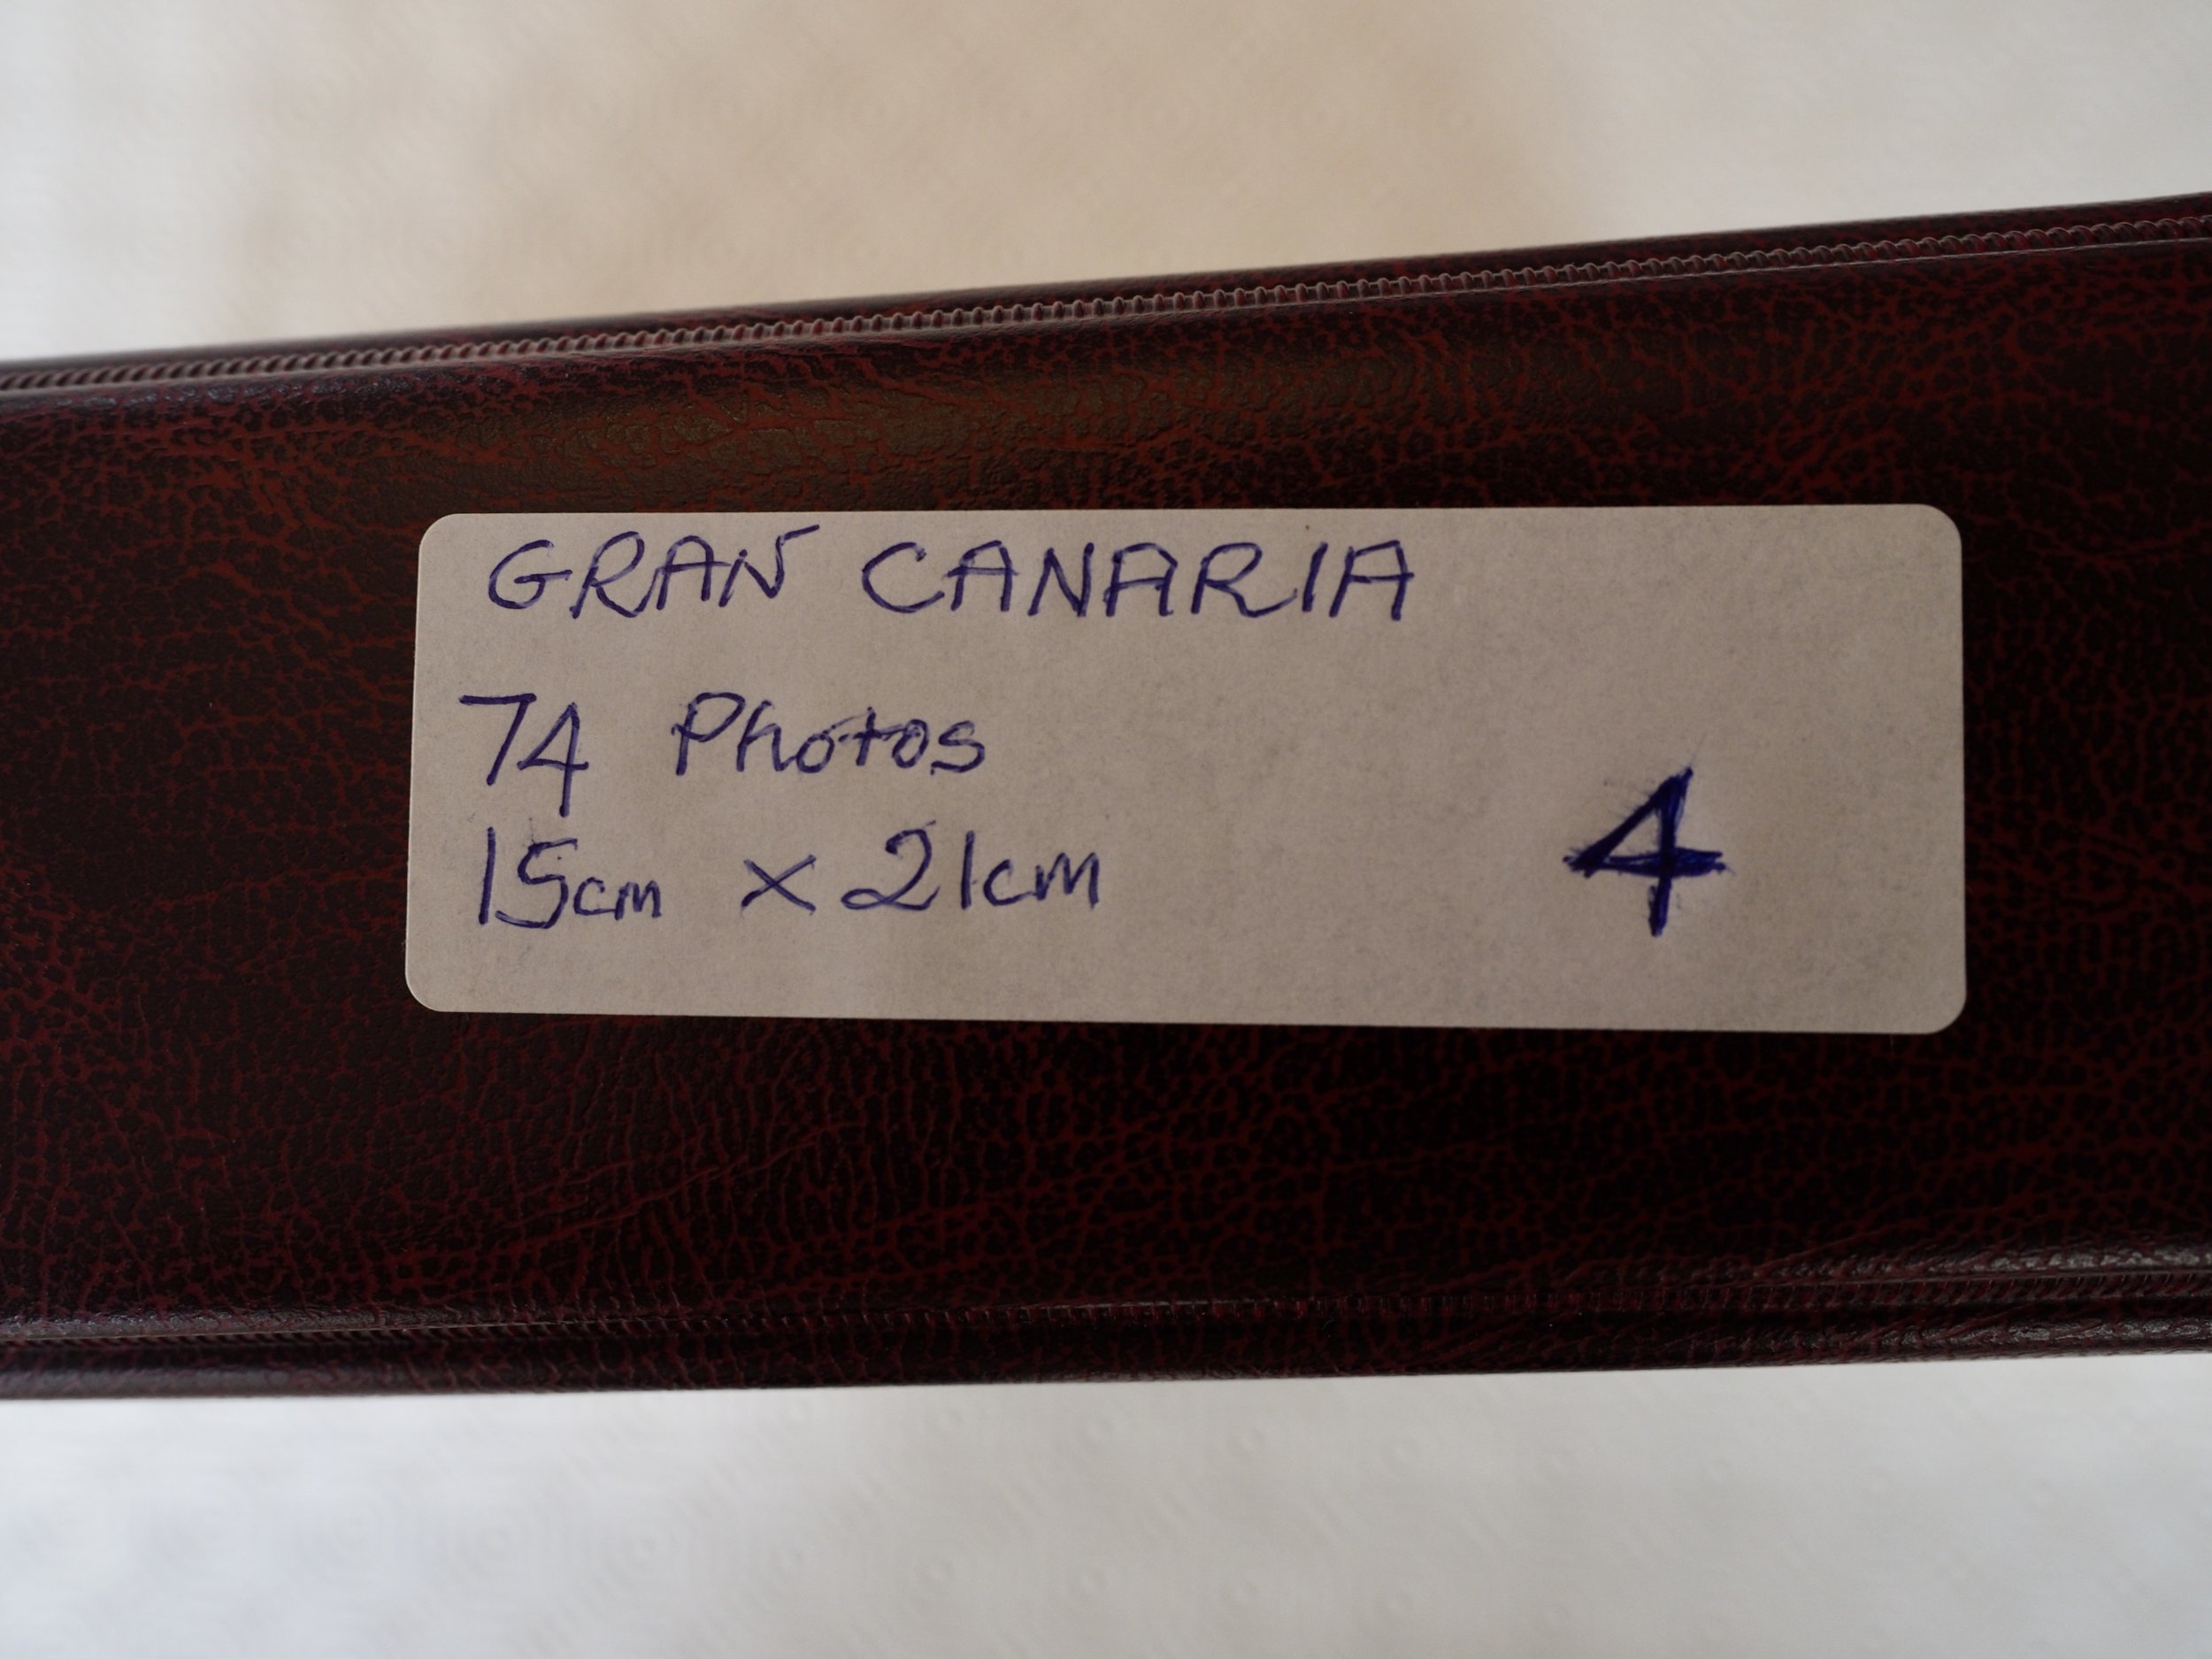 GRAN CANARIA
74 Photos
15cm x 21cm
4